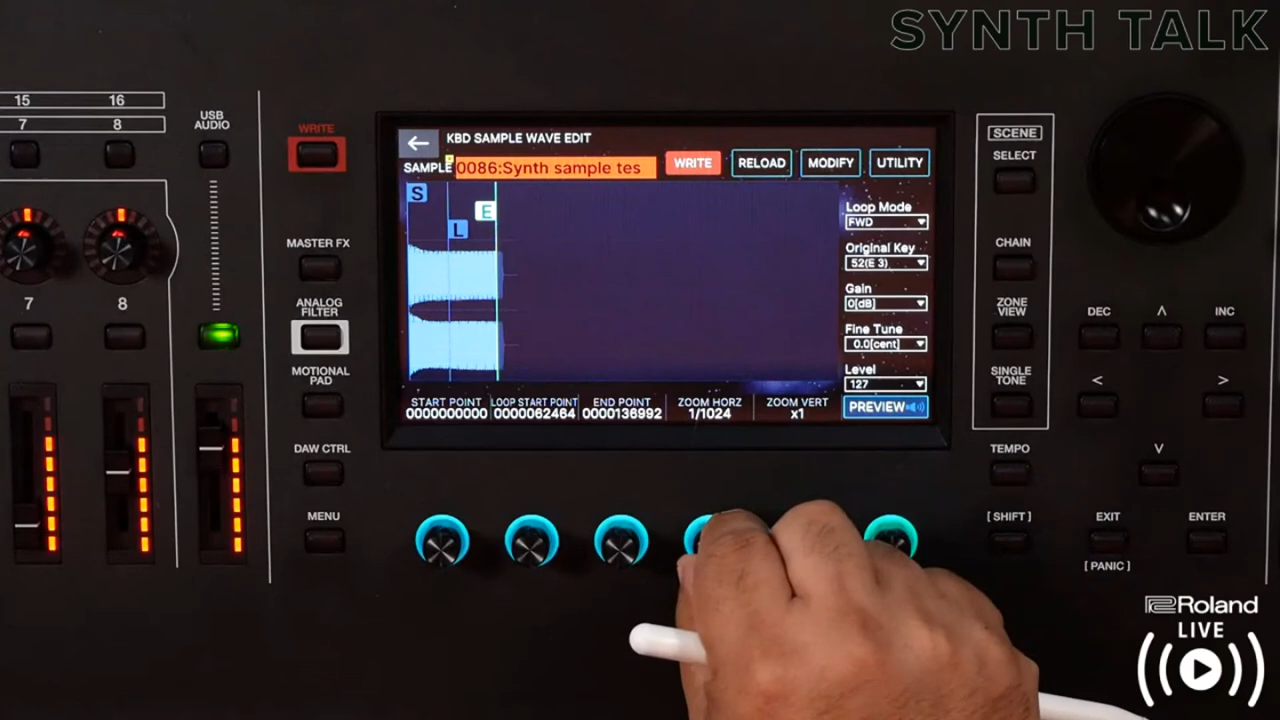 SYNTH TALK
15 16
7 8
USB
AUDIO
7
8
WRITE
MASTER FX
ANALOG
FILTER
MOTIONAL
PAD
DAW CTRL
MENU
KBD SAMPLE WAVE EDIT
SAMPLE 0086:Synth sample tes
WRITE
RELOAD
MODIFY
UTILITY
S
L
E
Loop Mode
FWD
Original Key
52(E 3)
Gain
0[dB]
Fine Tune
0.0[cent]
Level
127
PREVIEW
START POINT
0000000000
LOOP START POINT
0000062464
END POINT
0000136992
ZOOM HORZ
1/1024
ZOOM VERT
x1
SCENE
SELECT
CHAIN
ZONE
VIEW
SINGLE
TONE
TEMPO
[SHIFT]
DEC
INC
EXIT
[PANIC]
ENTER
Roland
LIVE